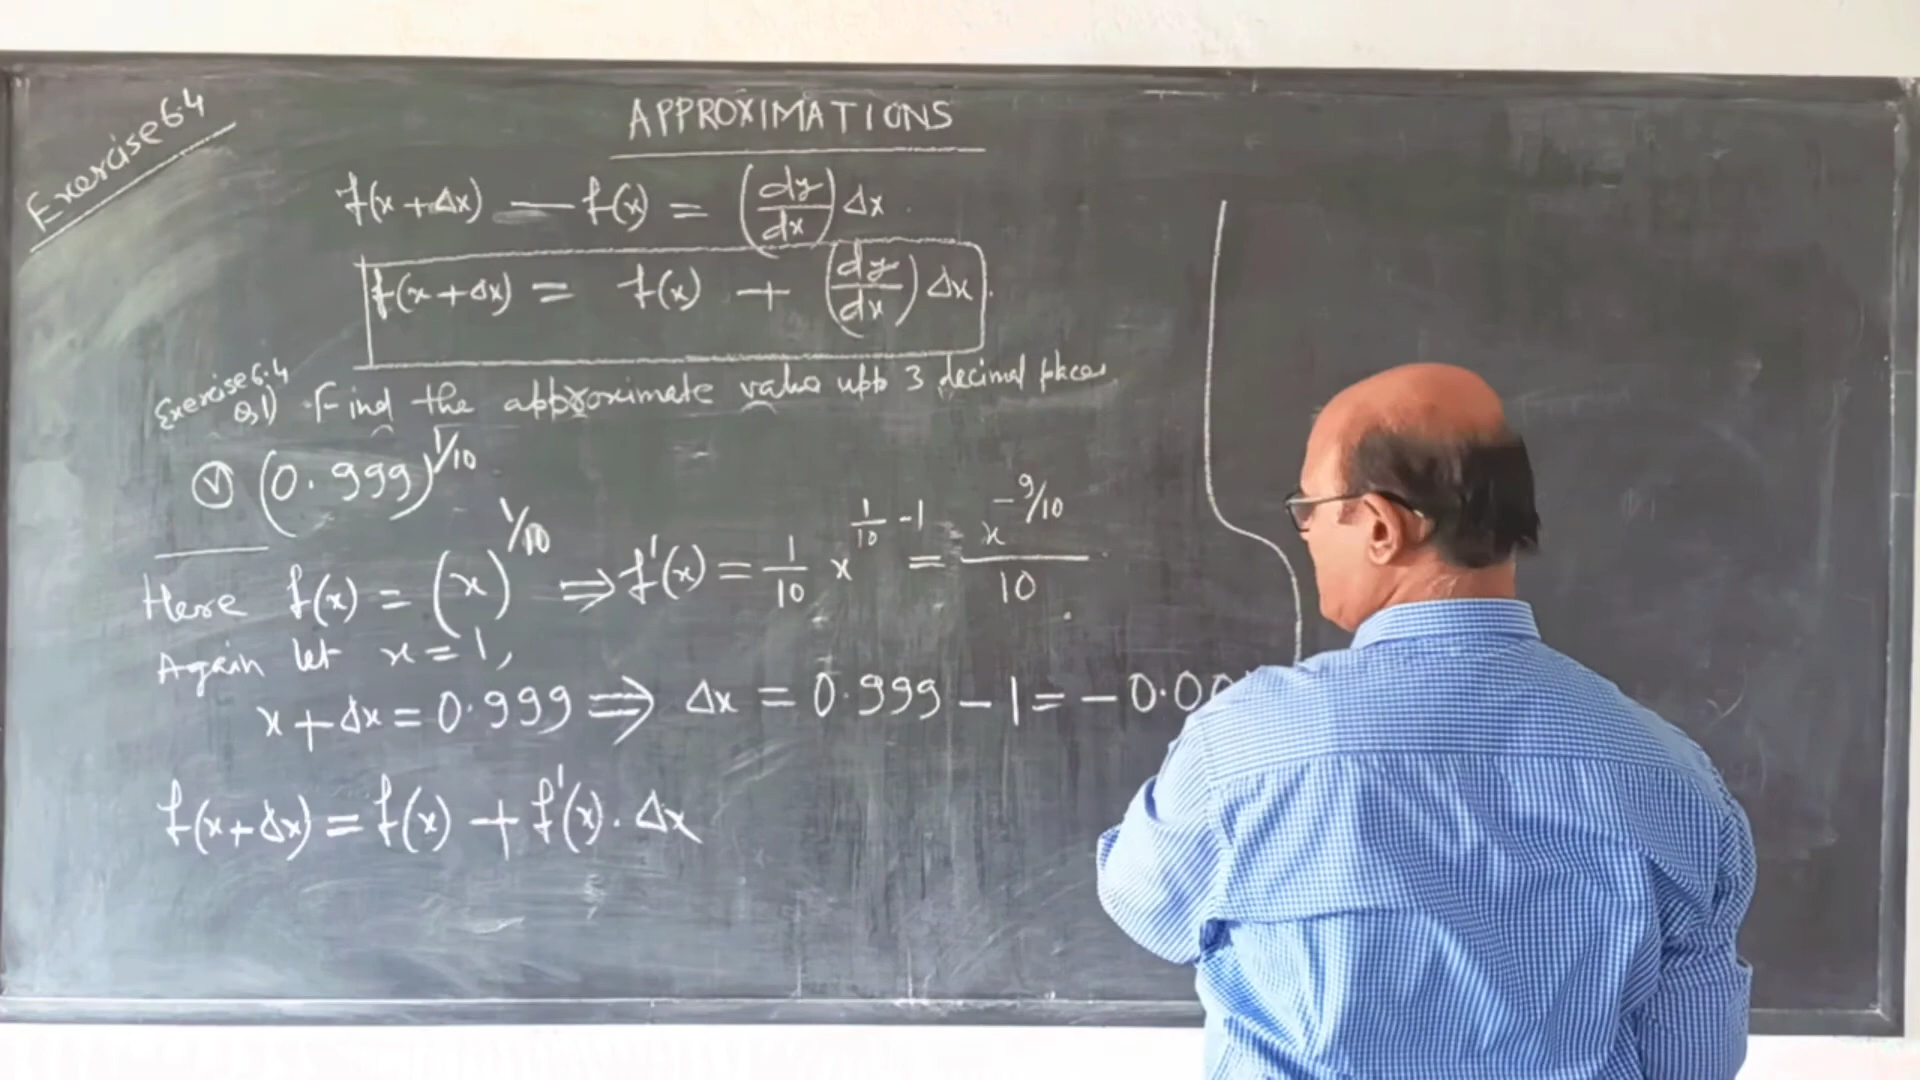 Exercise 6.4
APPROXIMATIONS
f(x + Δx) — f(x) = (dy/dx) Δx
f(x + Δx) = f(x) + (dy/dx) Δx.
Exercise 6.4
Q,1) Find the approximate value upto 3 decimal places
(v) (0.999)^1/10
Here f(x) = (x)^1/10 ⇒ f'(x) = 1/10 x^(1/10 - 1) = x^(-9/10)/10
Again let x = 1,
x + Δx = 0.999 ⇒ Δx = 0.999 - 1 = - 0.00
f(x+Δx) = f(x) + f'(x). Δx